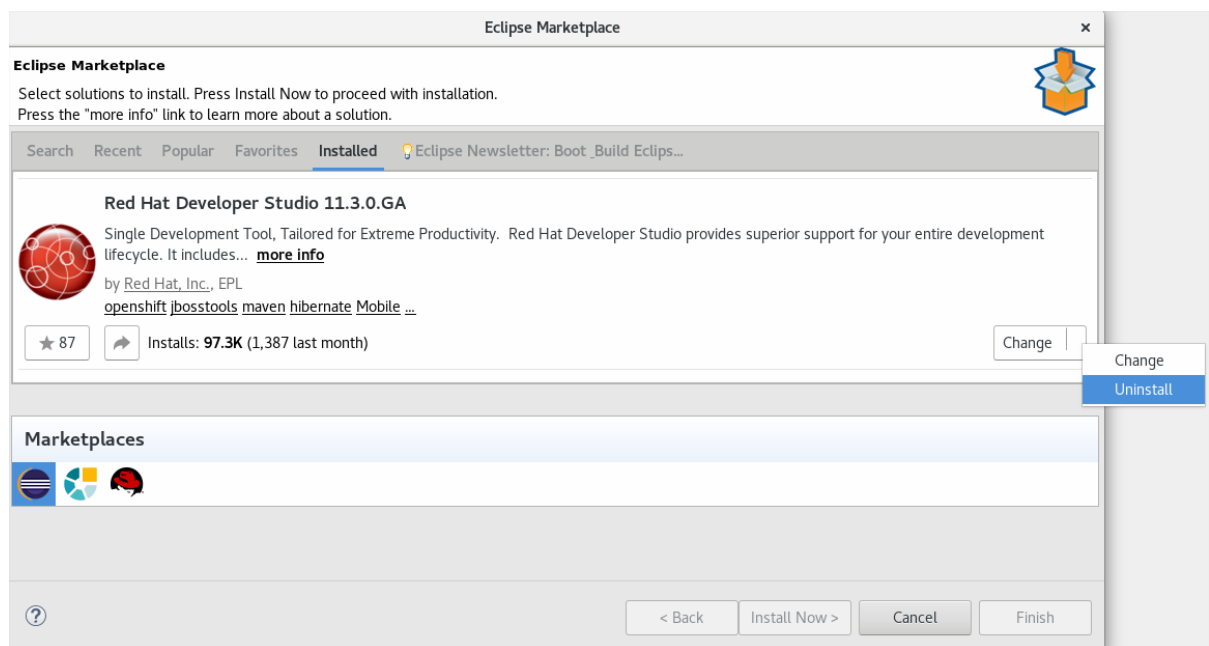 Eclipse Marketplace ×
Eclipse Marketplace
Select solutions to install. Press Install Now to proceed with installation.
Press the "more info" link to learn more about a solution.
Search Recent Popular Favorites Installed Eclipse Newsletter: Boot _Build Eclips...
Red Hat Developer Studio 11.3.0.GA
Single Development Tool, Tailored for Extreme Productivity. Red Hat Developer Studio provides superior support for your entire development
lifecycle. It includes... more info
by Red Hat, Inc., EPL
openshift jbosstools maven hibernate Mobile ...
87 Installs: 97.3K (1,387 last month) Change
Change
Uninstall
Marketplaces
? < Back Install Now > Cancel Finish